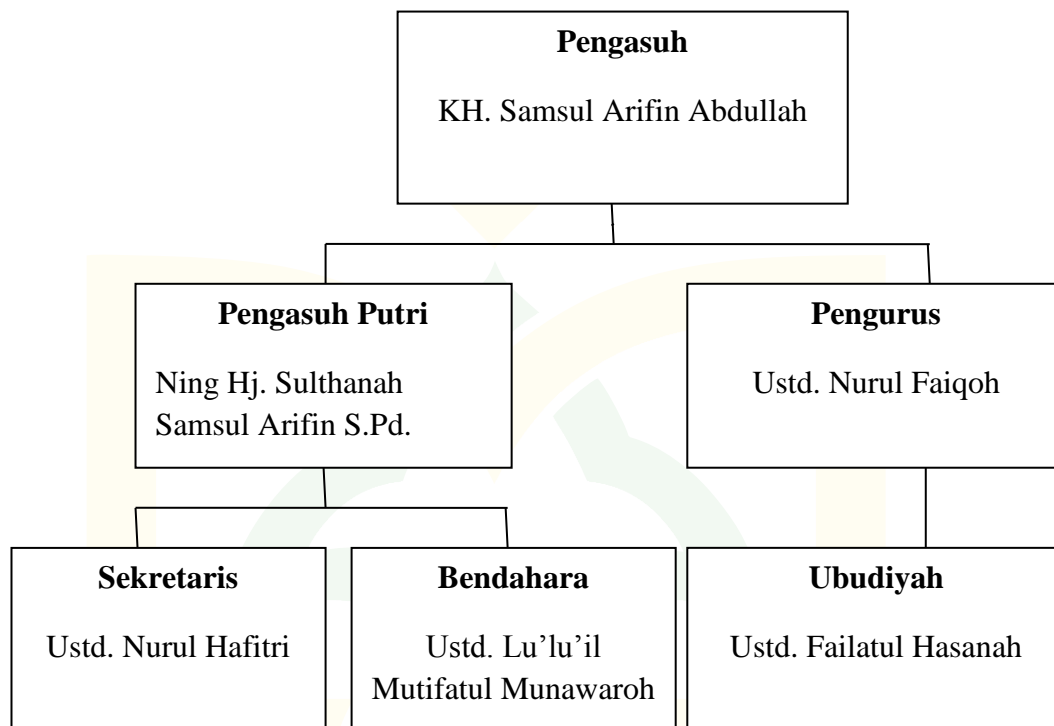 Pengasuh
KH. Samsul Arifin Abdullah
Pengasuh Putri
Ning Hj. Sulthanah
Samsul Arifin S.Pd.
Pengurus
Ustd. Nurul Faiqoh
Sekretaris
Ustd. Nurul Hafitri
Bendahara
Ustd. Lu’lu’il
Mutifatul Munawaroh
Ubudiyah
Ustd. Failatul Hasanah